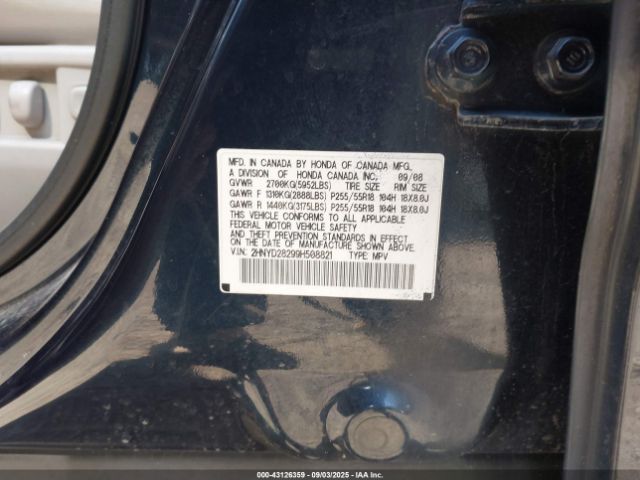 MFD. IN CANADA BY HONDA OF CANADA MFG.,
A DIVISION OF HONDA CANADA INC. 09/08
GVWR 2700KG(5952LBS) TIRE SIZE RIM SIZE
GAWR F 1310KG(2888LBS) P255/55R18 104H 18X8.0J
GAWR R 1440KG(3175LBS) P255/55R18 104H 18X8.0J
THIS VEHICLE CONFORMS TO ALL APPLICABLE
FEDERAL MOTOR VEHICLE SAFETY
AND THEFT PREVENTION STANDARDS IN EFFECT
ON THE DATE OF MANUFACTURE SHOWN ABOVE.
V.I.N.: 2HNYD28299H508821 TYPE: MPV
000-43126359 - 09/03/2025 - IAA Inc.